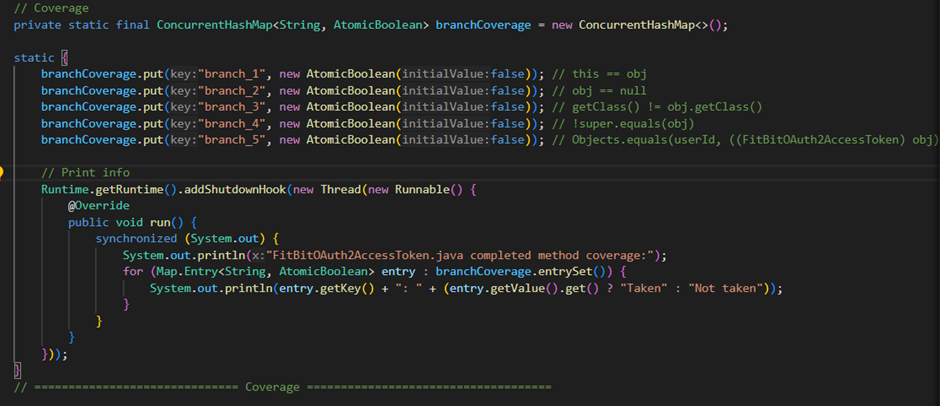 // Coverage
private static final ConcurrentHashMap<String, AtomicBoolean> branchCoverage = new ConcurrentHashMap<>();
static {
branchCoverage.put(key:"branch_1", new AtomicBoolean(initialValue:false)); // this == obj
branchCoverage.put(key:"branch_2", new AtomicBoolean(initialValue:false)); // obj == null
branchCoverage.put(key:"branch_3", new AtomicBoolean(initialValue:false)); // getClass() != obj.getClass()
branchCoverage.put(key:"branch_4", new AtomicBoolean(initialValue:false)); // !super.equals(obj)
branchCoverage.put(key:"branch_5", new AtomicBoolean(initialValue:false)); // Objects.equals(userId, ((FitBitOAuth2AccessToken) obj)
// Print info
Runtime.getRuntime().addShutdownHook(new Thread(new Runnable() {
@Override
public void run() {
synchronized (System.out) {
System.out.println(x:"FitBitOAuth2AccessToken.java completed method coverage:");
for (Map.Entry<String, AtomicBoolean> entry : branchCoverage.entrySet()) {
System.out.println(entry.getKey() + ": " + (entry.getValue().get() ? "Taken" : "Not taken"));
}
}
}
}));
}
// ============================== Coverage ====================================